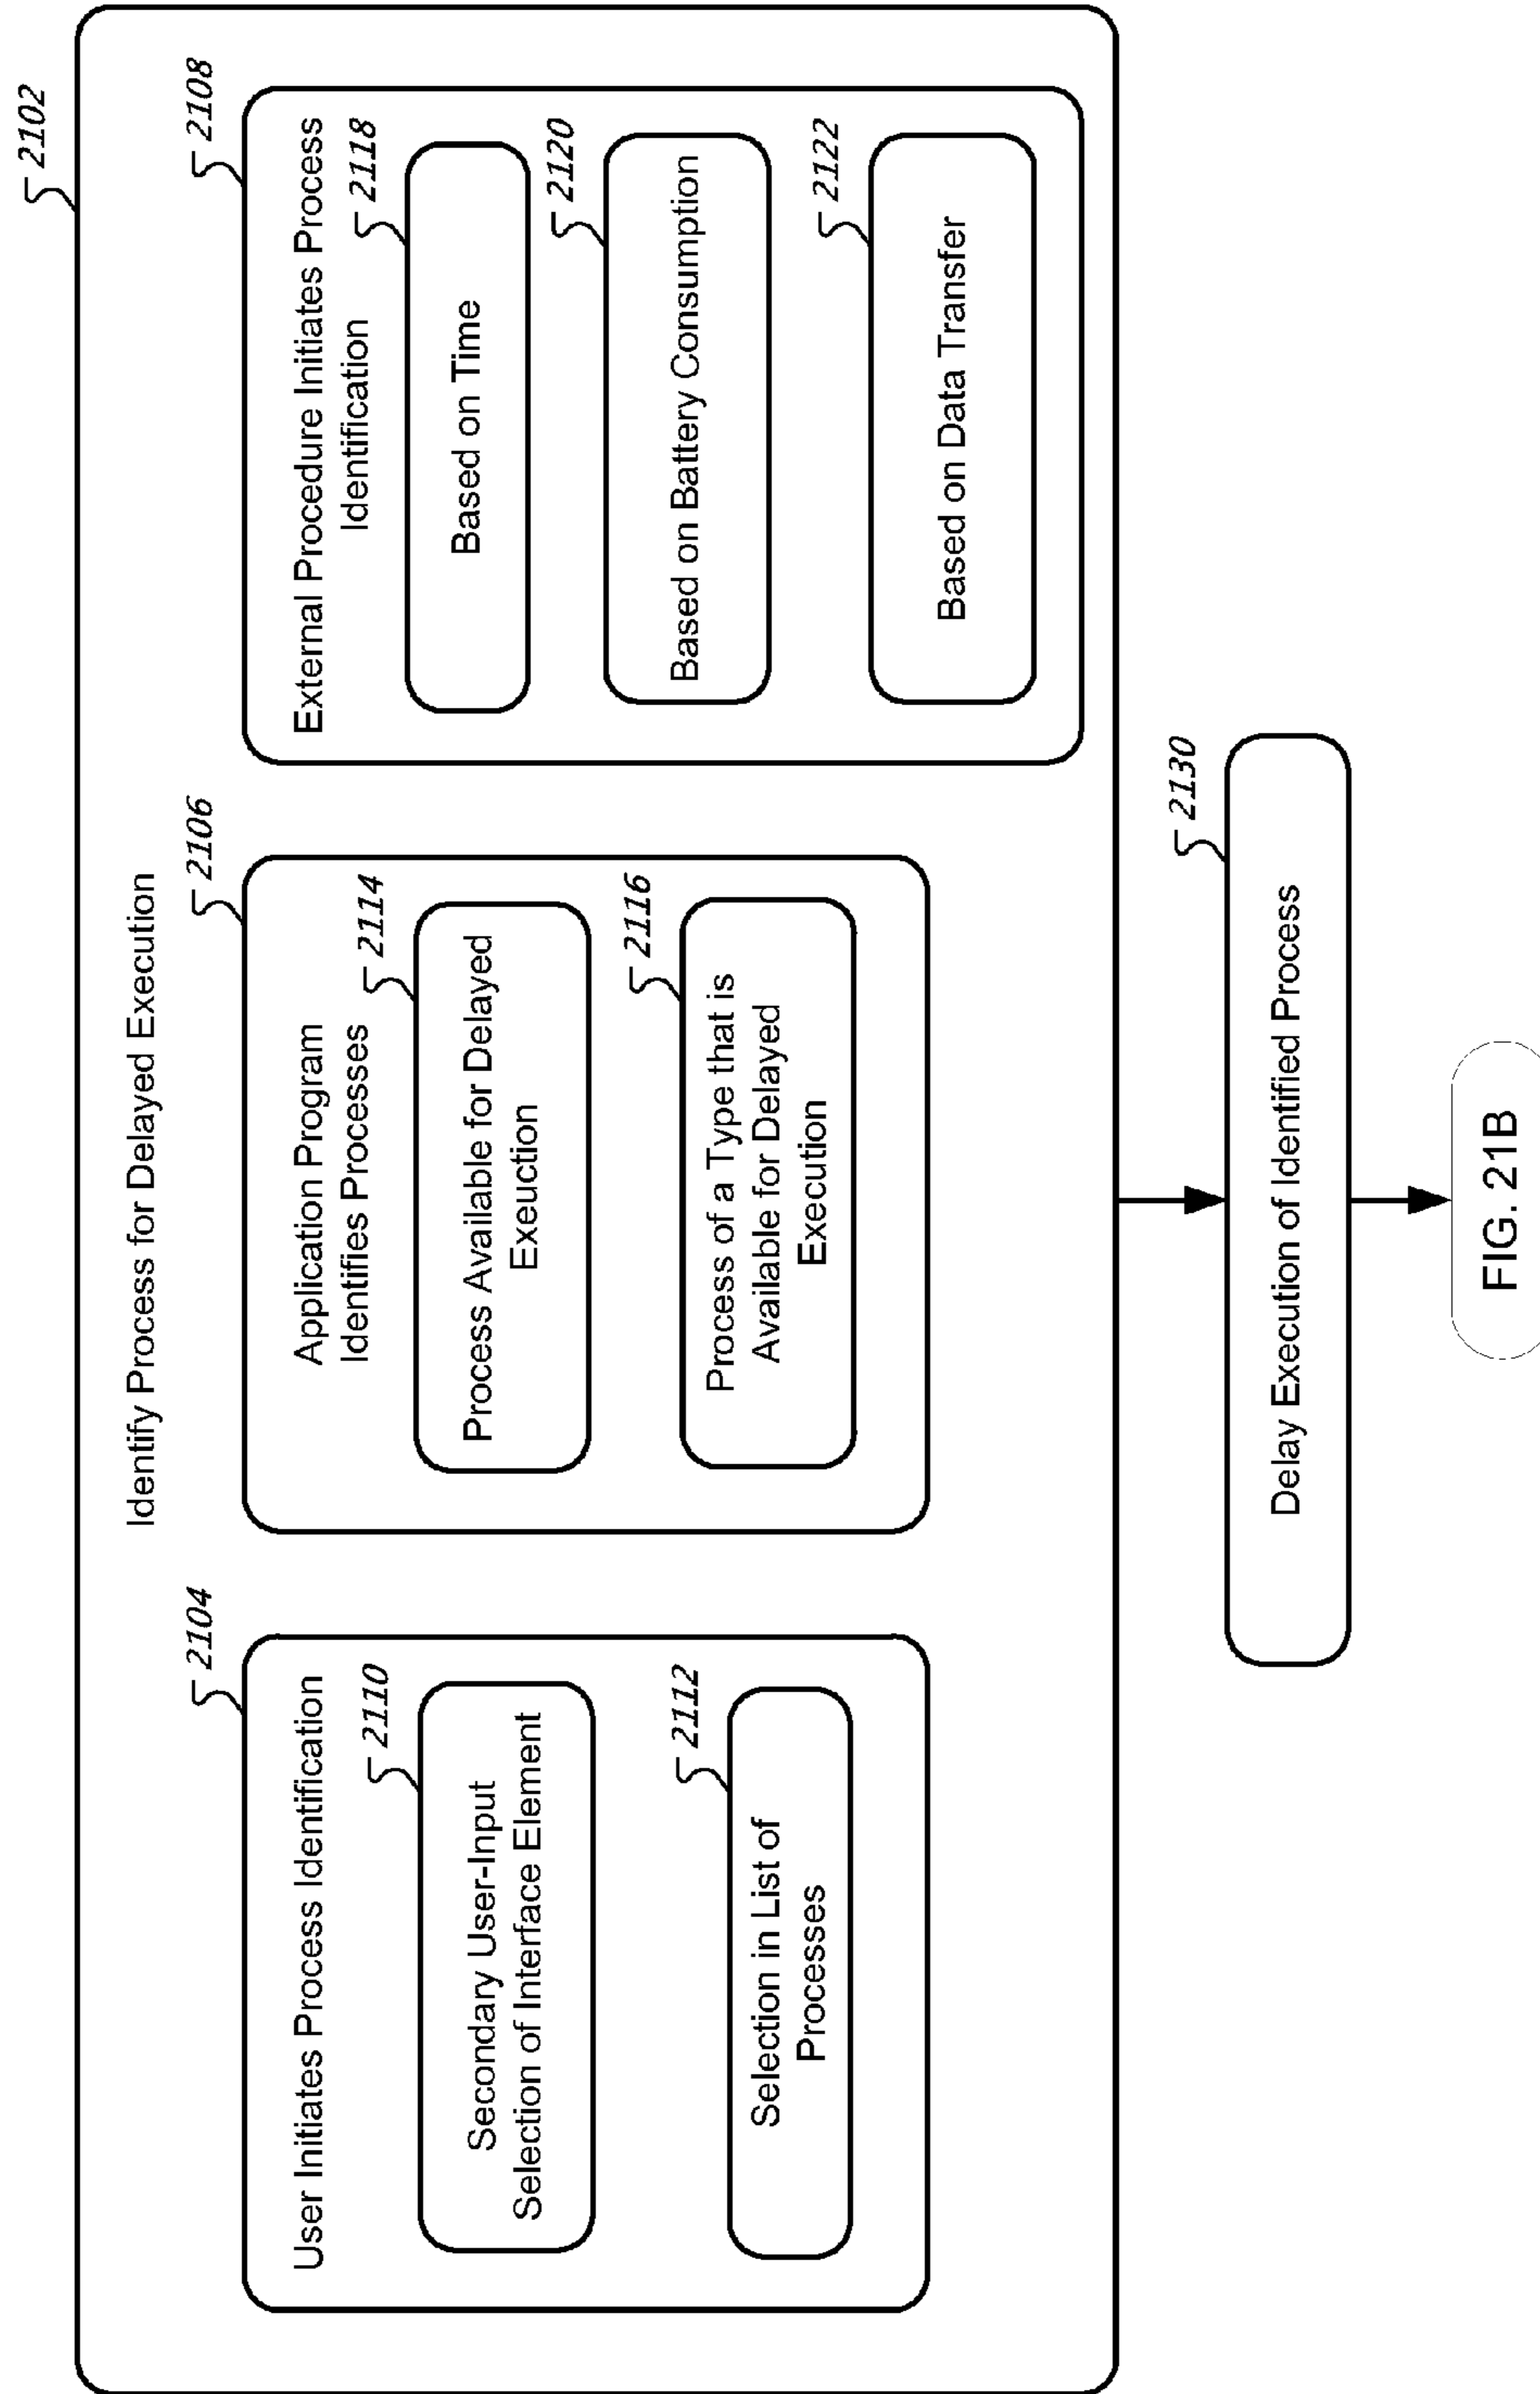 2102
Identify Process for Delayed Execution
2104
User Initiates Process Identification
2110
Secondary User-Input
Selection of Interface Element
2112
Selection in List of
Processes
2106
Application Program
Identifies Processes
2114
Process Available for Delayed
Exeuction
2116
Process of a Type that is
Available for Delayed
Execution
2108
External Procedure Initiates Process
Identification
2118
Based on Time
2120
Based on Battery Consumption
2122
Based on Data Transfer
2130
Delay Execution of Identified Process
FIG. 21B